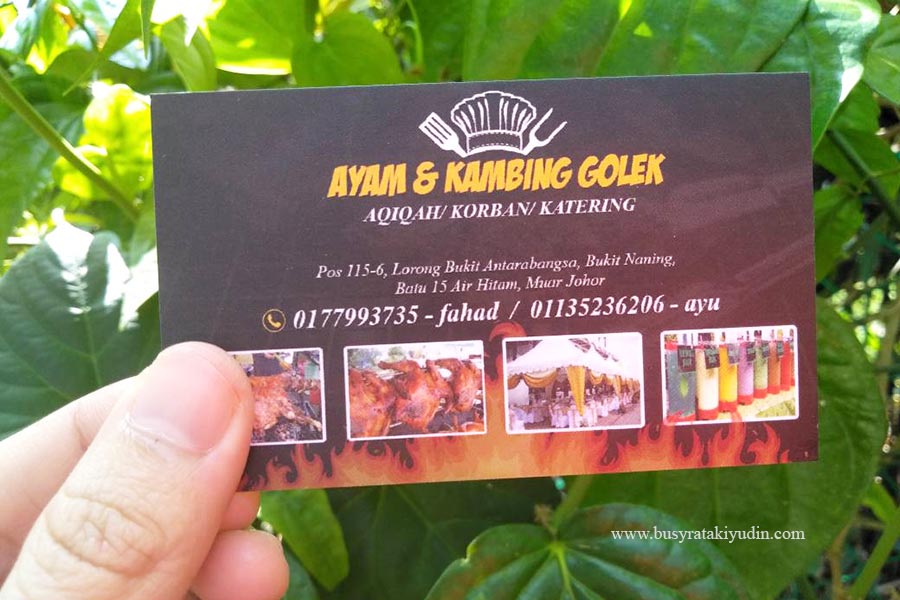 AYAM & KAMBING GOLEK
AQIQAH/ KORBAN/ KATERING
Pos 115-6, Lorong Bukit Antarabangsa, Bukit Naning,
Batu 15 Air Hitam, Muar Johor
0177993735 - fahad / 01135236206 - ayu
www.busyratakiyudin.com